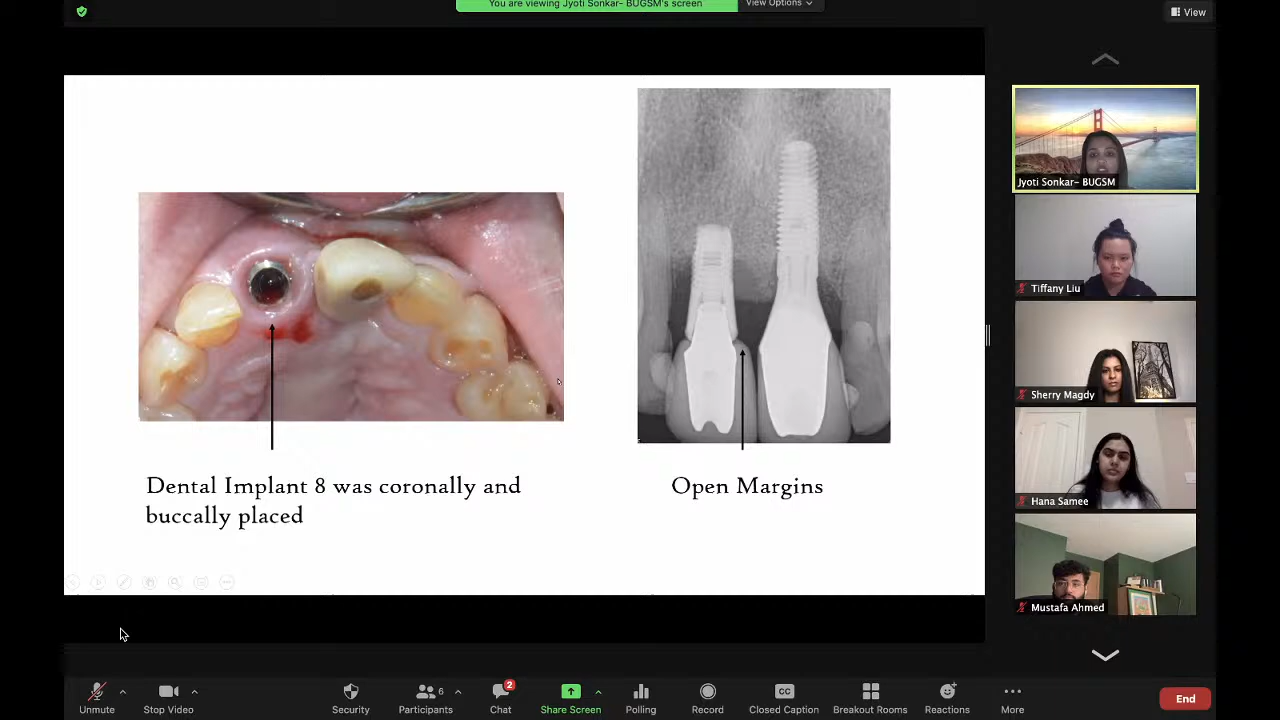 You are viewing Jyoti Sonkar- BUGSM's screen
View Options
View
Jyoti Sonkar- BUGSM
Tiffany Liu
Sherry Magdy
Hana Samee
Mustafa Ahmed
Dental Implant 8 was coronally and
buccally placed
Open Margins
Unmute
Stop Video
Security
6
Participants
2
Chat
Share Screen
Polling
Record
CC
Closed Caption
Breakout Rooms
Reactions
More
End